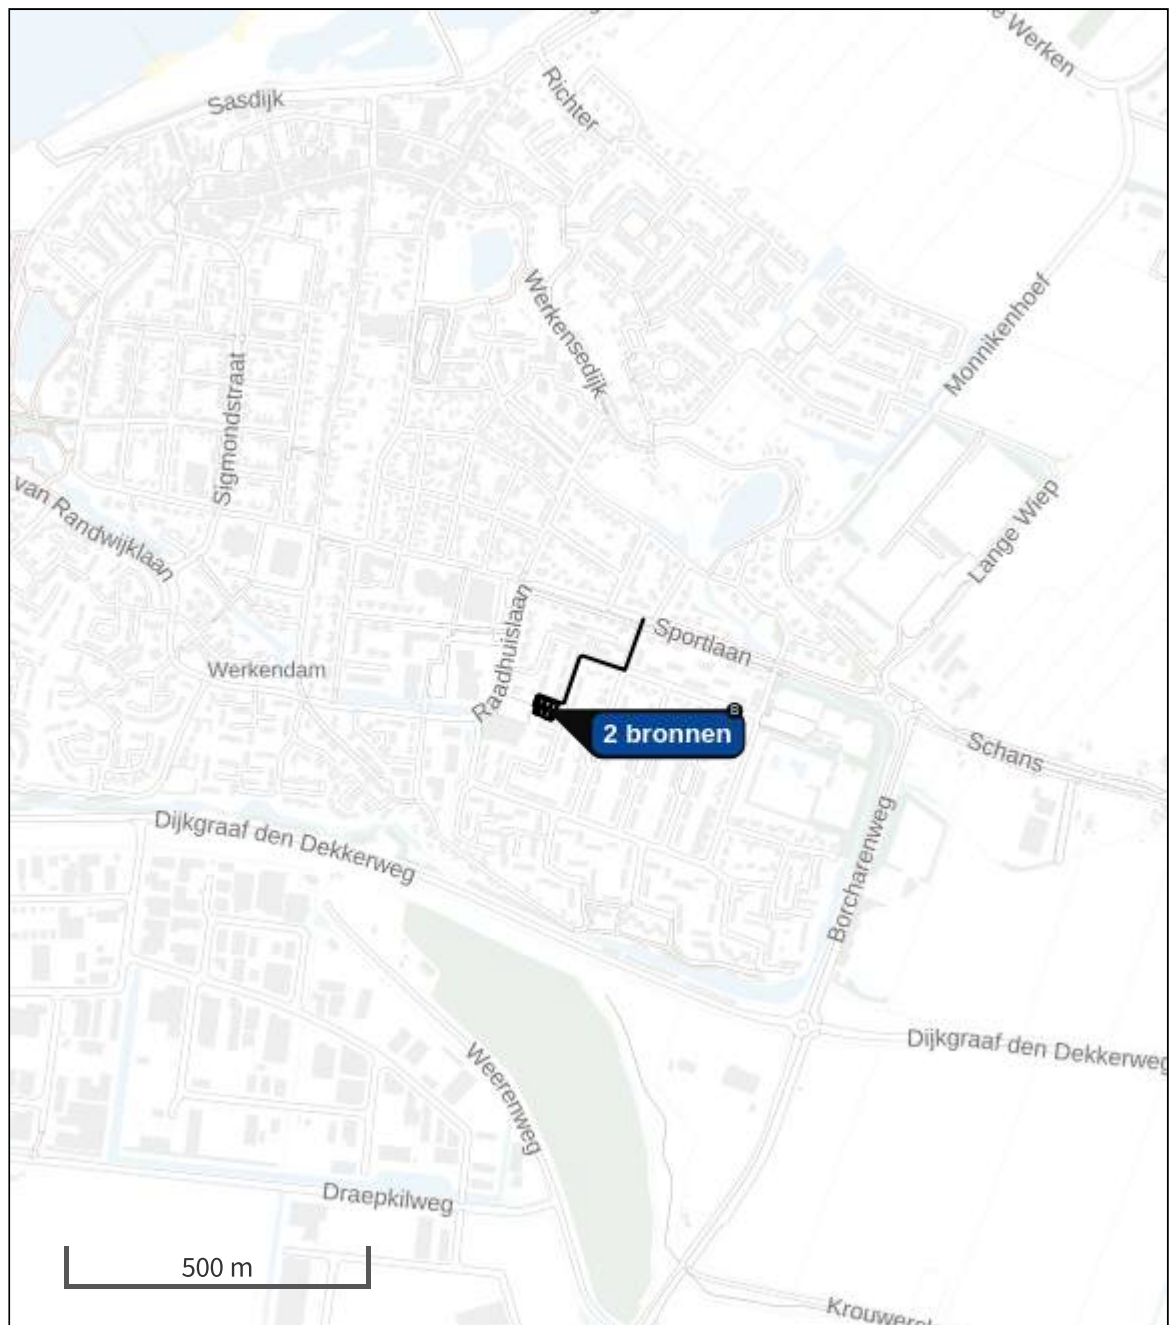 Werken
Richter
Sasdijk
Werkensedijk
Monnikenhoef
Sigmondstraat
van Randwijklaan
Lange Wiep
Raadhuislaan
Sportlaan
Werkendam
B
2 bronnen
Schans
Dijkgraaf den Dekkerweg
Borcharenweg
Dijkgraaf den Dekkerweg
Weerenweg
Draepkilweg
500 m